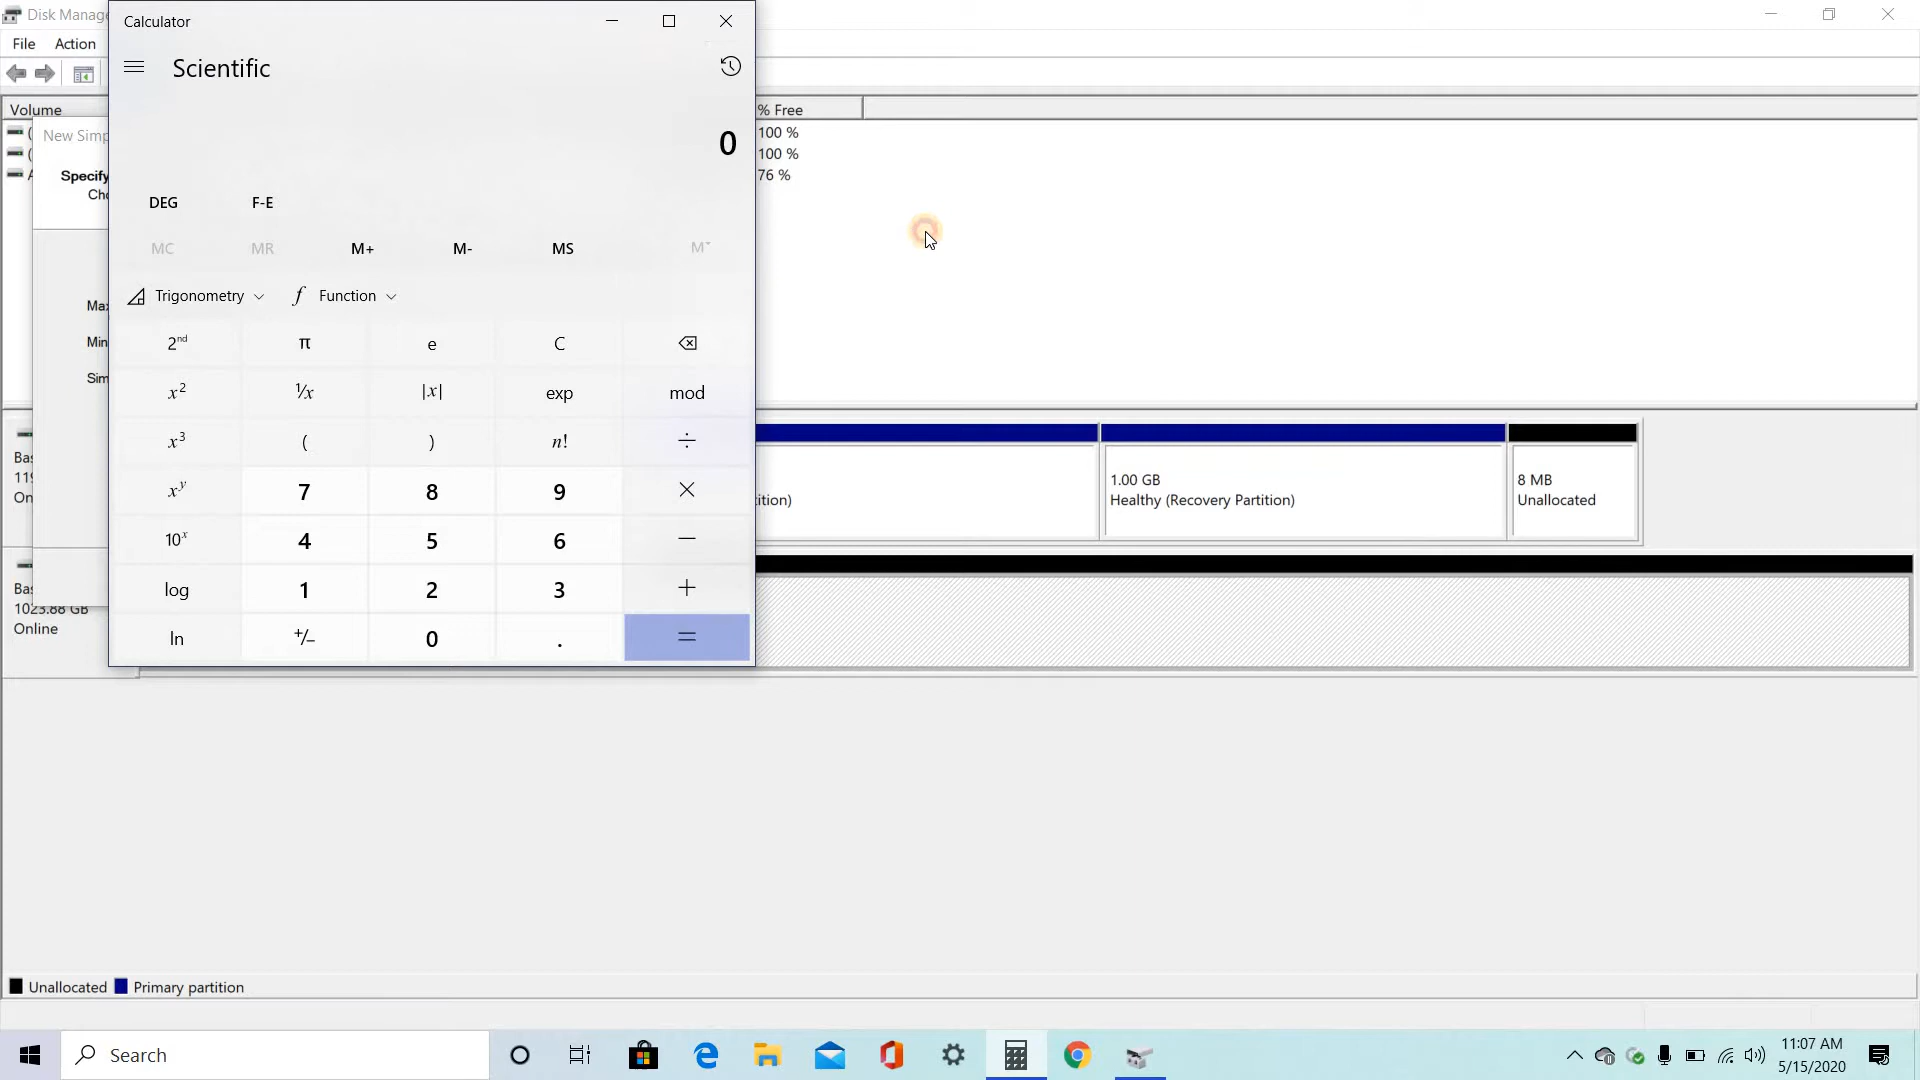 Disk Manag
Calculator
File Action
Scientific
Volume
% Free
100 %
100 %
76 %
New Simp
Specify
Cho
0
DEG F-E
MC MR M+ M- MS M˅
Trigonometry f Function
Max
Min
Sim
2nd π e C
x2 1/x |x| exp mod
x3 ( ) n! ÷
xy 7 8 9 ×
10x 4 5 6 −
log 1 2 3 +
ln +/− 0 . =
Bas
119
On
ition)
1.00 GB
Healthy (Recovery Partition)
8 MB
Unallocated
Bas
1023.88 GB
Online
Unallocated Primary partition
Search
11:07 AM
5/15/2020